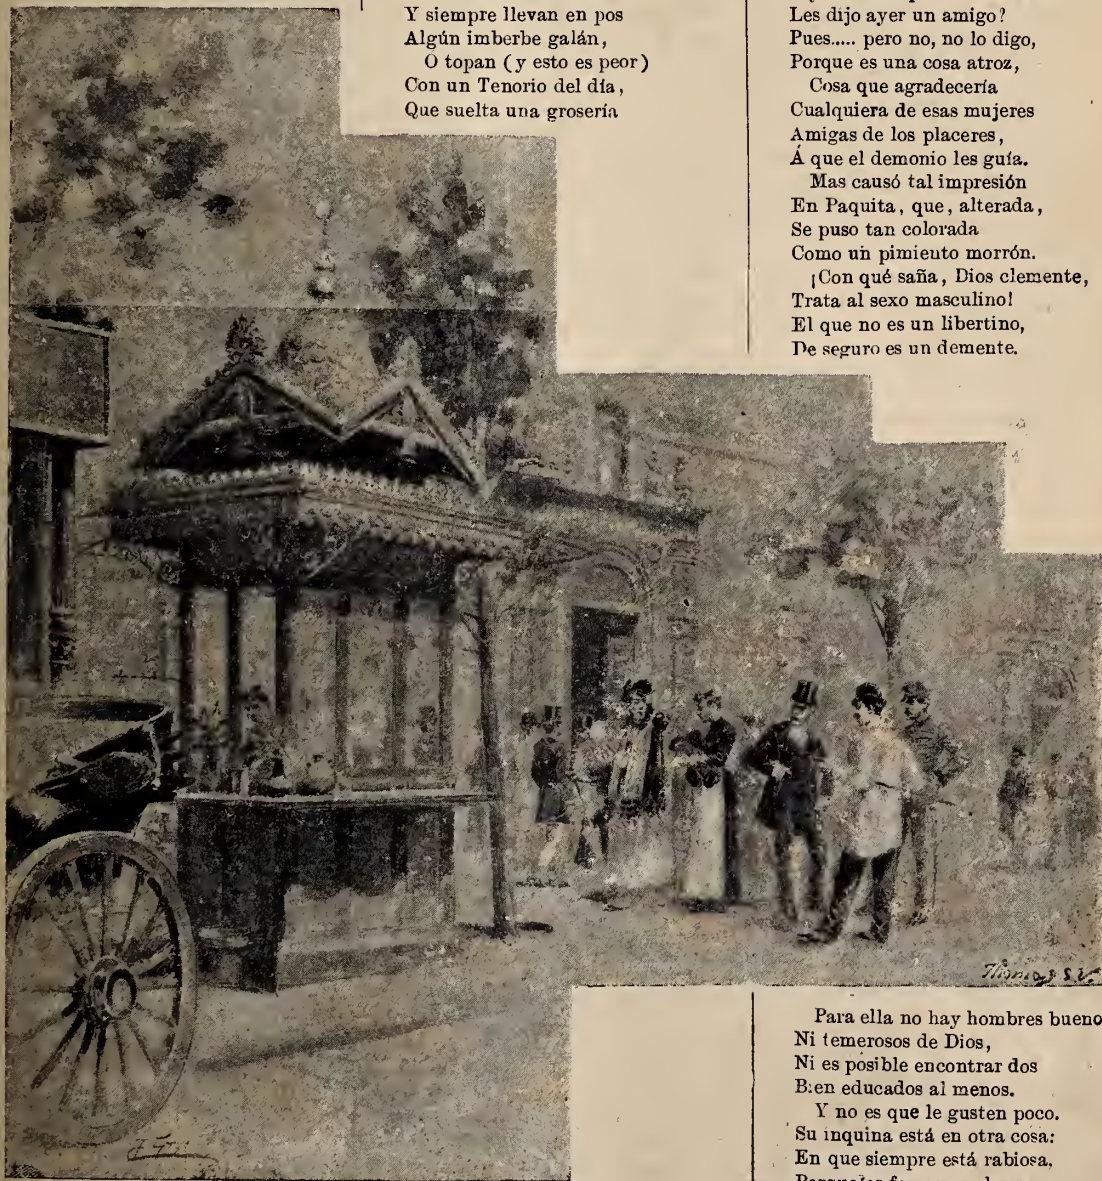 Y siempre llevan en pos
Algún imberbe galán,
O topan (y esto es peor)
Con un Tenorio del día,
Que suelta una grosería
Les dijo ayer un amigo?
Pues..... pero no, no lo digo,
Porque es una cosa atroz,
Cosa que agradecería
Cualquiera de esas mujeres
Amigas de los placeres,
Á que el demonio les guía.
Mas causó tal impresión
En Paquita, que, alterada,
Se puso tan colorada
Como un pimiento morrón.
¡Con qué saña, Dios clemente,
Trata al sexo masculino!
El que no es un libertino,
De seguro es un demente.
Thomas
Para ella no hay hombres bueno
Ni temerosos de Dios,
Ni es posible encontrar dos
Bien educados al menos.
Y no es que le gusten poco.
Su inquina está en otra cosa:
En que siempre está rabiosa,